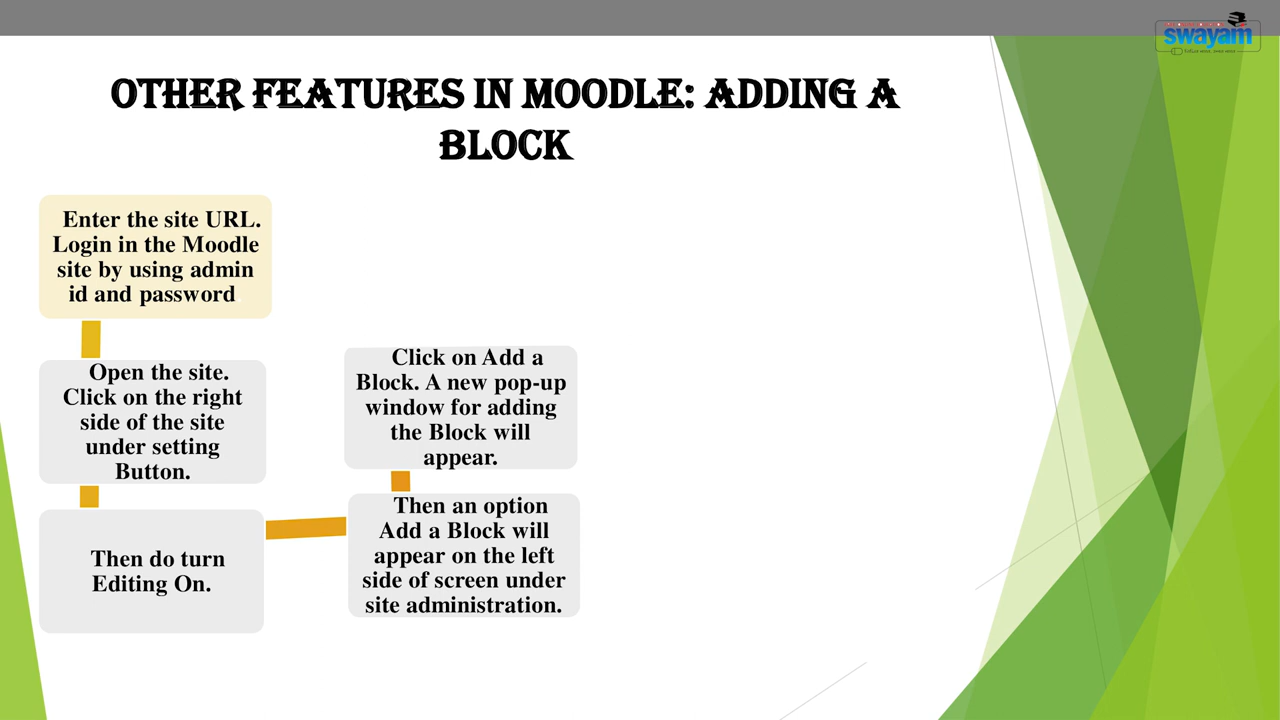 swayam
OTHER FEATURES IN MOODLE: ADDING A
BLOCK
Enter the site URL.
Login in the Moodle
site by using admin
id and password.
Open the site.
Click on the right
side of the site
under setting
Button.
Then do turn
Editing On.
Then an option
Add a Block will
appear on the left
side of screen under
site administration.
Click on Add a
Block. A new pop-up
window for adding
the Block will
appear.